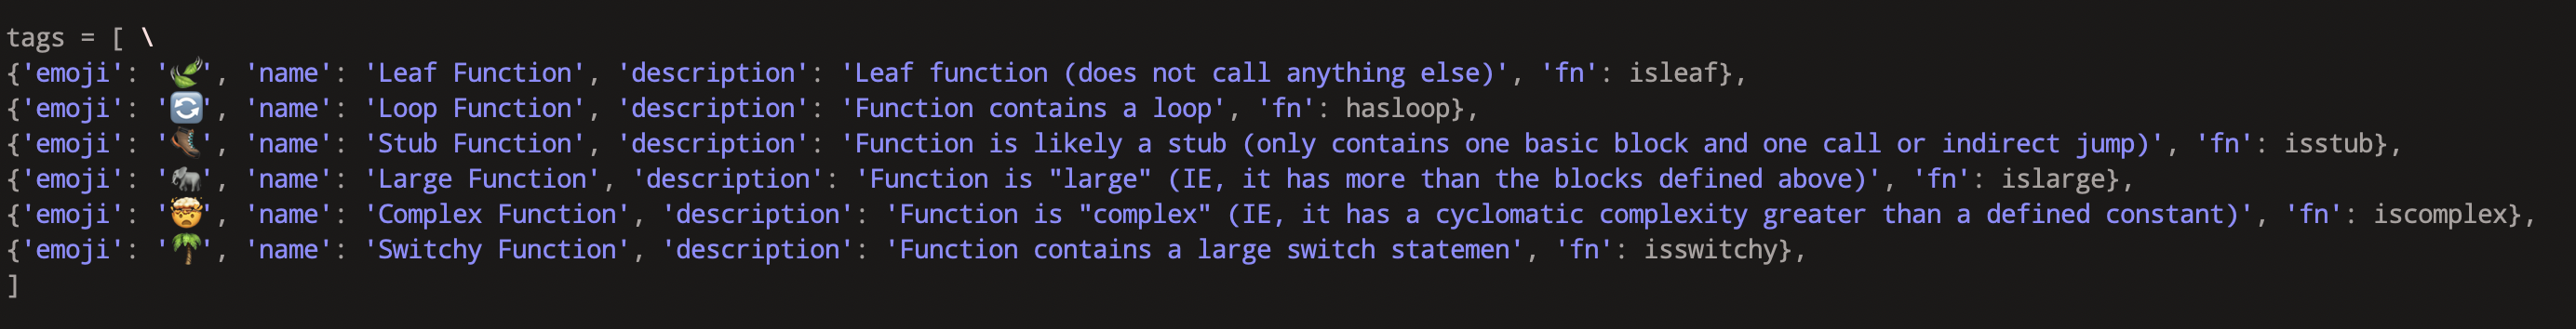 tags = [ \
{'emoji': '🌿', 'name': 'Leaf Function', 'description': 'Leaf function (does not call anything else)', 'fn': isleaf},
{'emoji': '🔄', 'name': 'Loop Function', 'description': 'Function contains a loop', 'fn': hasloop},
{'emoji': '🥾', 'name': 'Stub Function', 'description': 'Function is likely a stub (only contains one basic block and one call or indirect jump)', 'fn': isstub},
{'emoji': '🐘', 'name': 'Large Function', 'description': 'Function is "large" (IE, it has more than the blocks defined above)', 'fn': islarge},
{'emoji': '🤯', 'name': 'Complex Function', 'description': 'Function is "complex" (IE, it has a cyclomatic complexity greater than a defined constant)', 'fn': iscomplex},
{'emoji': '🌴', 'name': 'Switchy Function', 'description': 'Function contains a large switch statemen', 'fn': isswitchy},
]